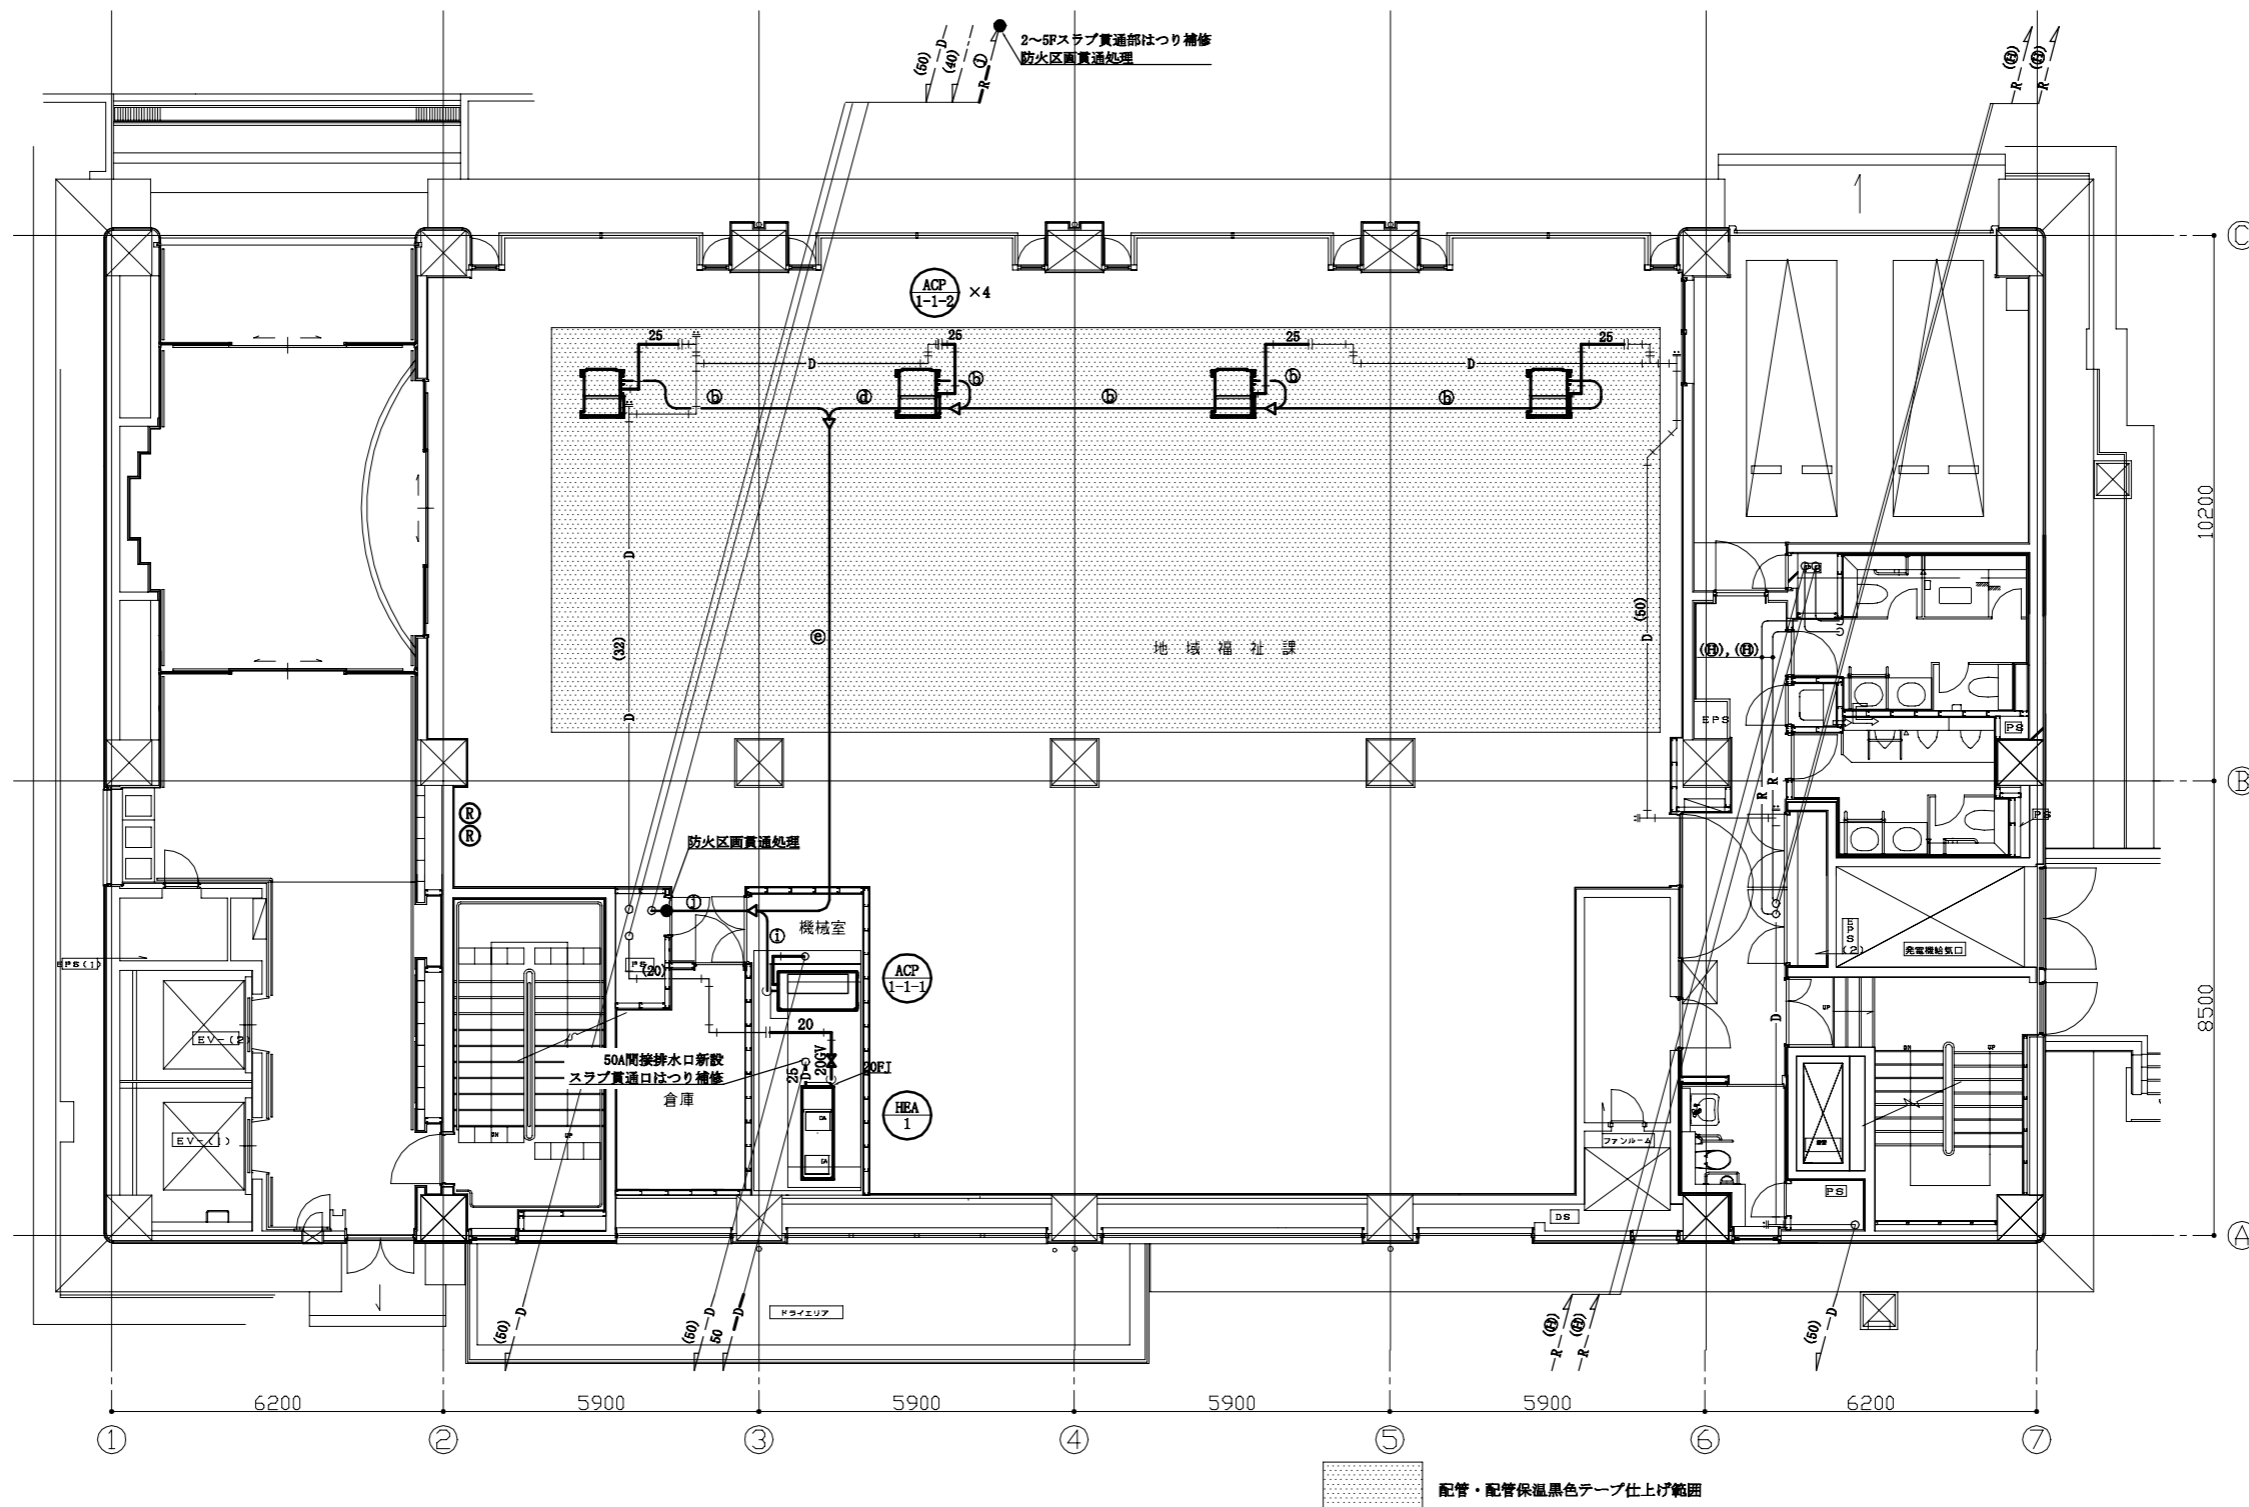 2～5Fスラブ貫通部はつり補修
防火区画貫通処理
(50)
D
(40)
R
R
R
ACP
1-1-2
×4
25
25
25
25
D
D
ⓑ
ⓓ
ⓑ
ⓑ
ⓑ
ⓑ
D
(32)
D
ⓔ
地域福祉課
(50)
D
EPS
R
R
PS
PS
Ⓡ
Ⓡ
防火区画貫通処理
機械室
ⓘ
PS
(20)
ACP
1-1-1
20
50A間接排水口新設
スラブ貫通口はつり補修
25
D
20GV
20FJ
倉庫
HEA
1
EPS(1)
EV-(2)
EV-(1)
DN
UP
EPS(2)
発電機給気口
D
UP
DN
UP
ファンルーム
DS
PS
ドライエリア
(50)
D
(50)
D
50
D
R
R
(50)
D
Ⓒ
10200
Ⓑ
8500
Ⓐ
6200
5900
5900
5900
5900
6200
①
②
③
④
⑤
⑥
⑦
配管・配管保温黒色テープ仕上げ範囲